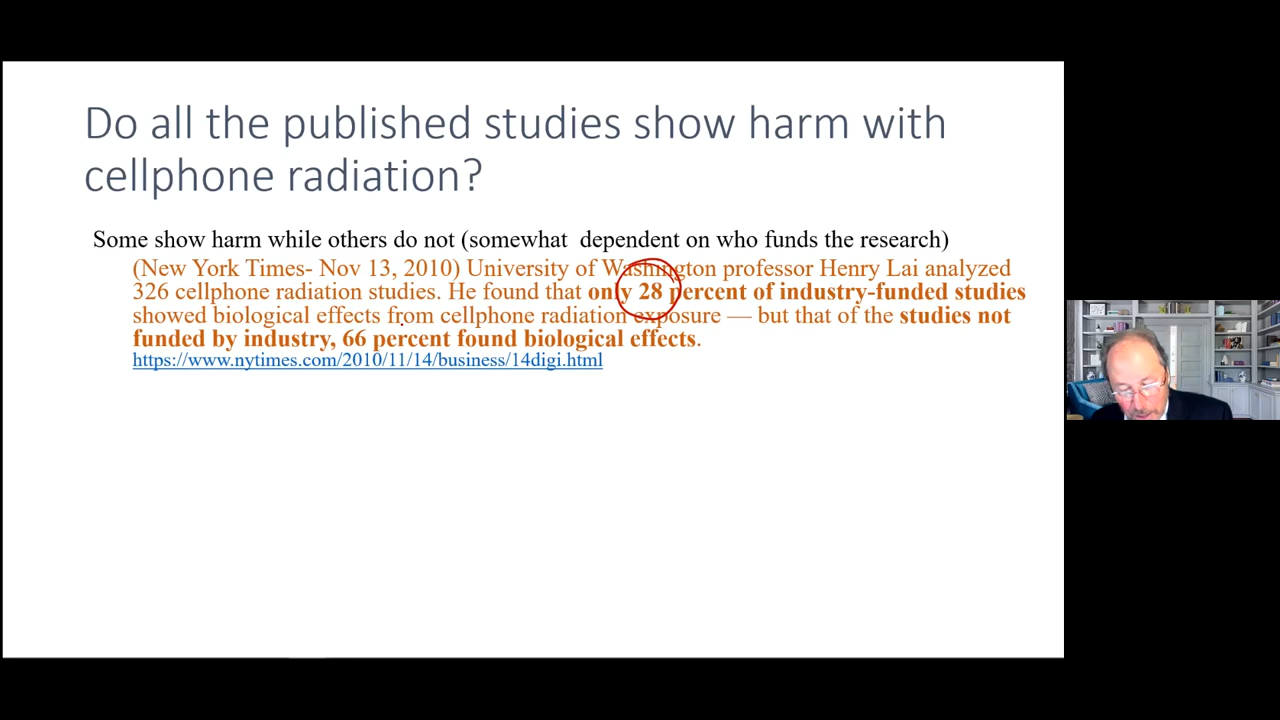 Do all the published studies show harm with
cellphone radiation?
Some show harm while others do not (somewhat  dependent on who funds the research)
(New York Times- Nov 13, 2010) University of Washington professor Henry Lai analyzed
326 cellphone radiation studies. He found that only 28 percent of industry-funded studies
showed biological effects from cellphone radiation exposure — but that of the studies not
funded by industry, 66 percent found biological effects.
https://www.nytimes.com/2010/11/14/business/14digi.html